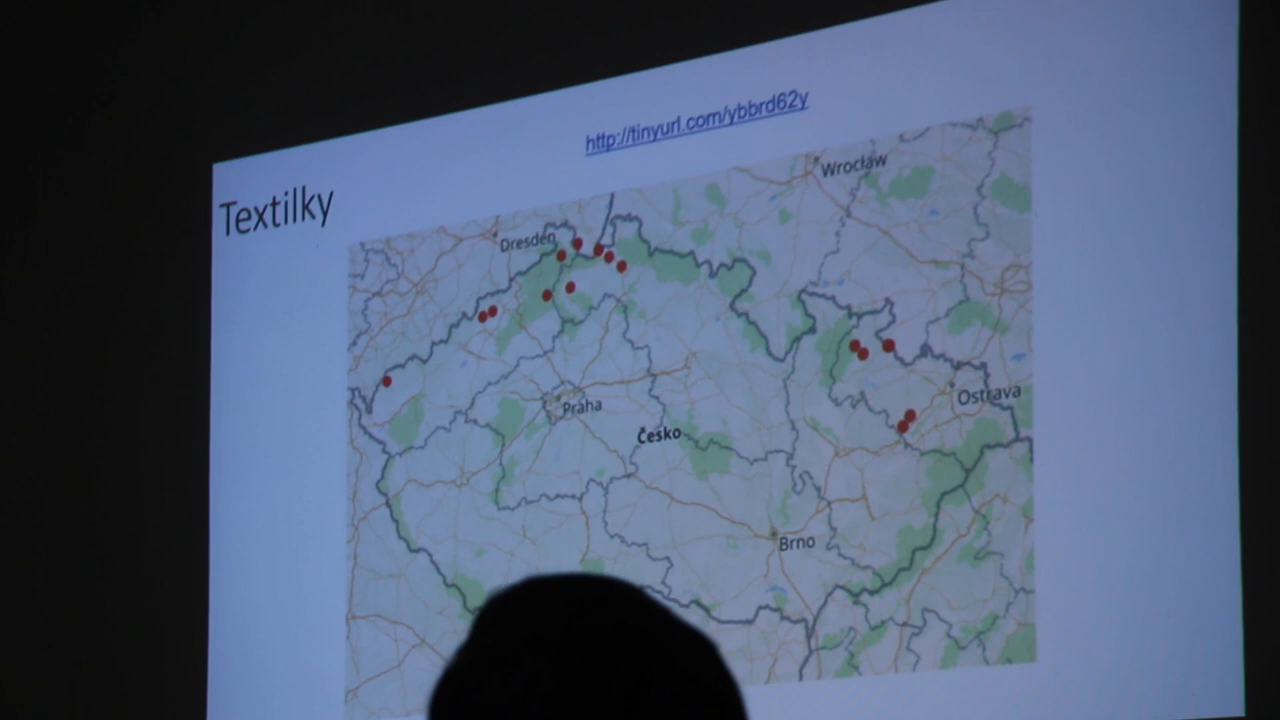 http://tinyurl.com/ybbrd62y
Textilky
Wrocław
Dresden
Ostrava
Praha
Česko
Brno